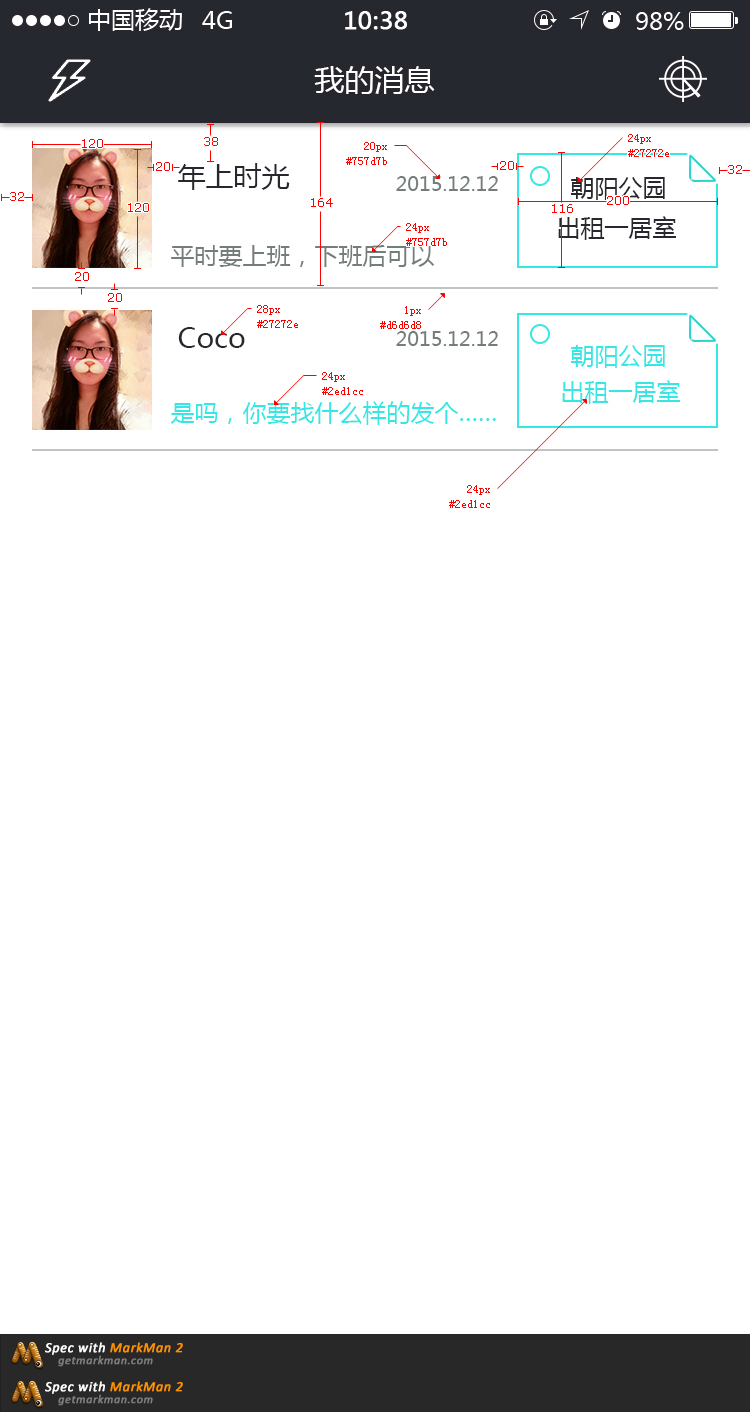 中国移动 4G 10:38 98%
我的消息
120
38
20px
#757d7b
24px
#27272e
20
年上时光
2015.12.12
20
朝阳公园
32
32
120
164
200
116
24px
#757d7b
出租一居室
平时要上班，下班后可以
20
20
28px
#27272e
1px
#d6d6d8
Coco
2015.12.12
朝阳公园
24px
#2ed1cc
出租一居室
是吗，你要找什么样的发个……
24px
#2ed1cc
Spec with MarkMan 2
getmarkman.com
Spec with MarkMan 2
getmarkman.com